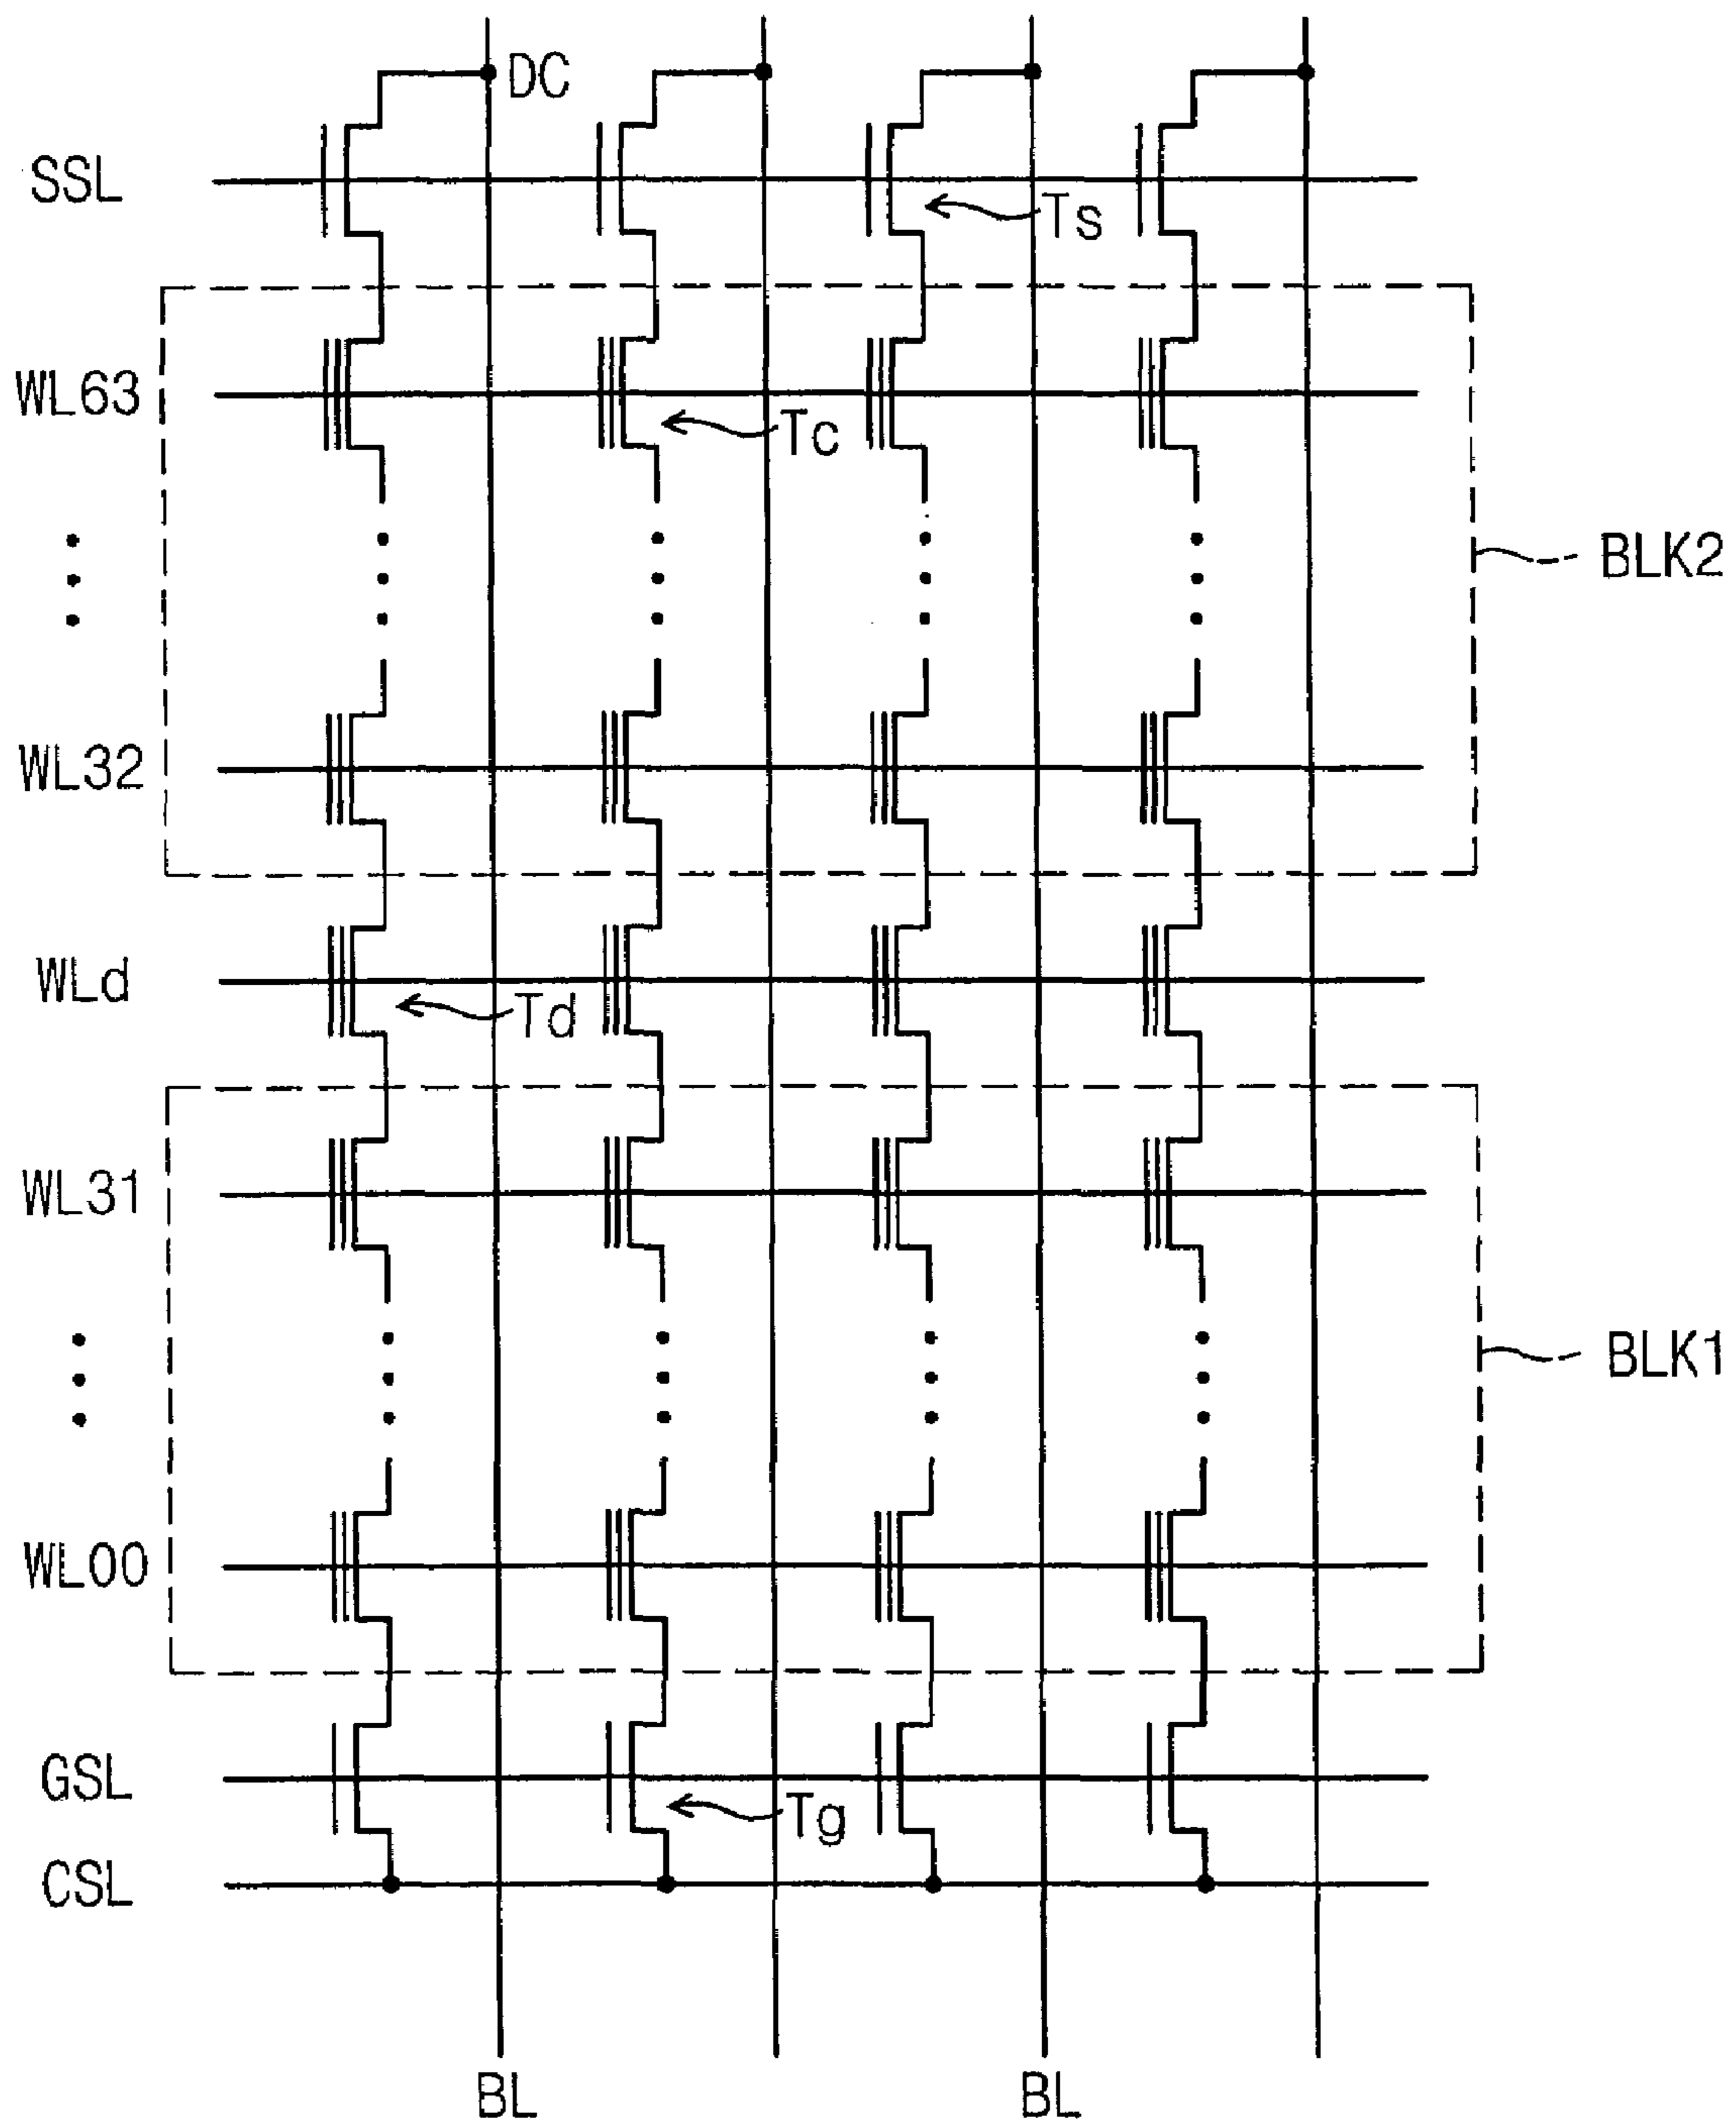 DC
SSL
Ts
WL63
Tc
BLK2
WL32
WLd
Td
WL31
BLK1
WL00
GSL
Tg
CSL
BL BL